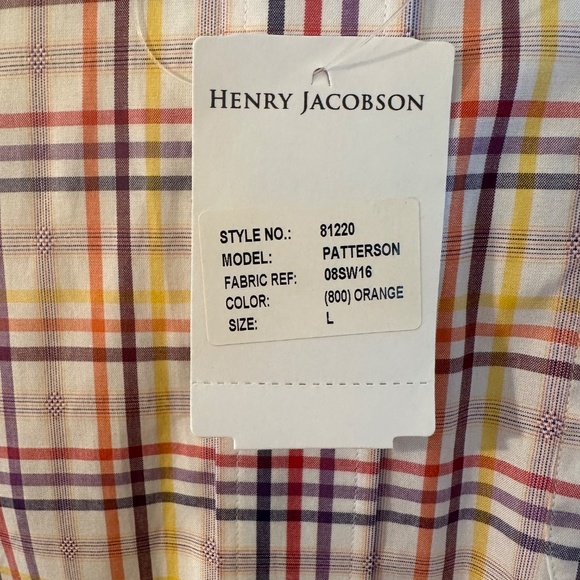 HENRY JACOBSON
STYLE NO.: 81220
MODEL: PATTERSON
FABRIC REF: 08SW16
COLOR: (800) ORANGE
SIZE: L